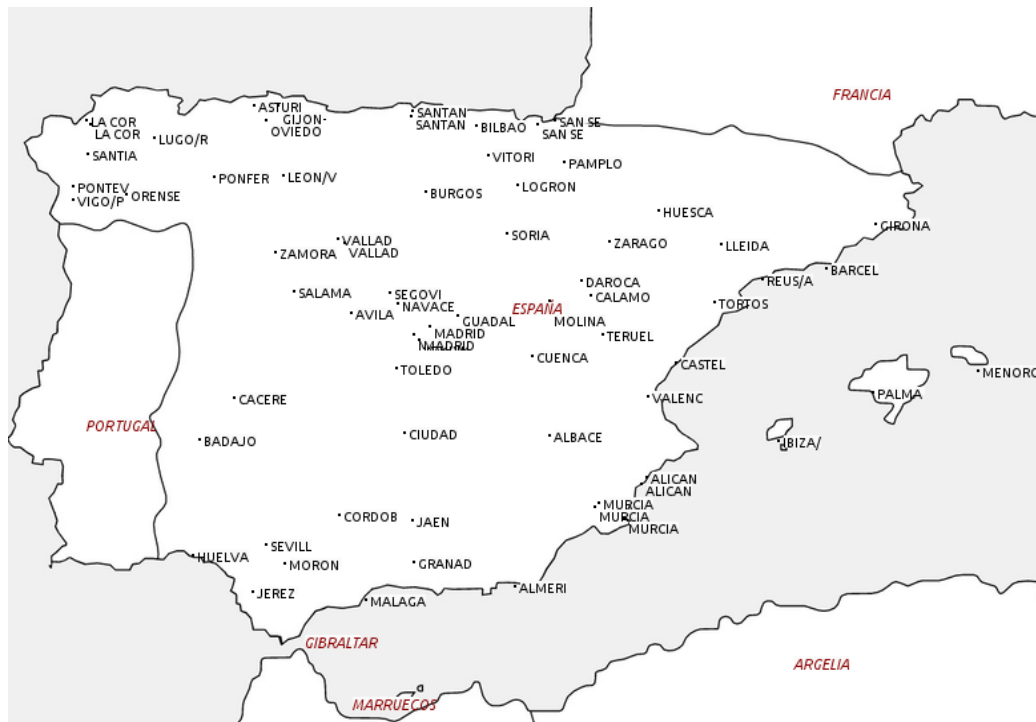 FRANCIA
ASTURI
GIJON-
OVIEDO
SANTAN
SANTAN
BILBAO
SAN SE
SAN SE
LA COR
LA COR
LUGO/R
SANTIA
VITORI
PAMPLO
PONTEV
VIGO/P
ORENSE
PONFER
LEON/V
BURGOS
LOGRON
HUESCA
GIRONA
VALLAD
VALLAD
ZAMORA
SORIA
ZARAGO
LLEIDA
BARCEL
REUS/A
DAROCA
CALAMO
TORTOS
SALAMA
SEGOVI
NAVACE
AVILA
GUADAL
ESPAÑA
MOLINA
MADRID
MADRID
TERUEL
CUENCA
CASTEL
TOLEDO
MENORC
PALMA
CACERE
VALENC
PORTUGAL
BADAJO
CIUDAD
ALBACE
IBIZA/
ALICAN
ALICAN
CORDOB
JAEN
MURCIA
MURCIA
MURCIA
HUELVA
SEVILL
MORON
GRANAD
JEREZ
MALAGA
ALMERI
GIBRALTAR
ARGELIA
MARRUECOS